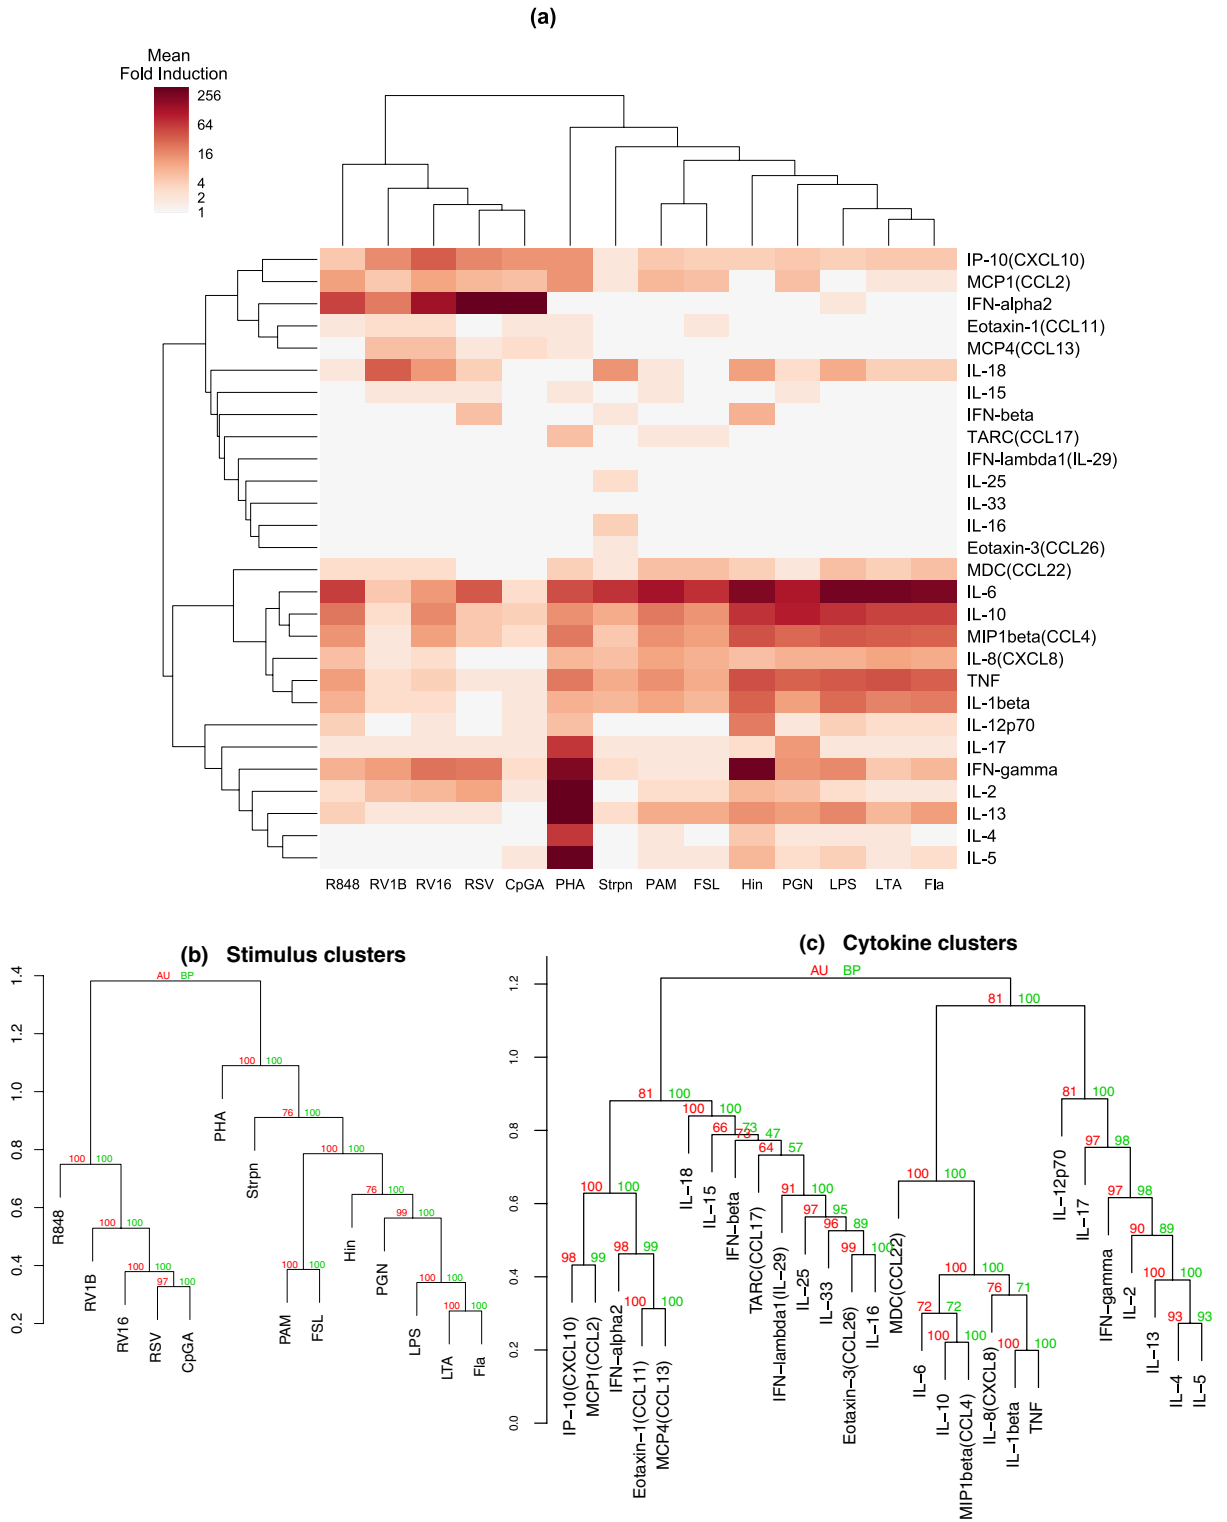 (a)
Mean
Fold Induction
256
64
16
4
2
1
IP-10(CXCL10)
MCP1(CCL2)
IFN-alpha2
Eotaxin-1(CCL11)
MCP4(CCL13)
IL-18
IL-15
IFN-beta
TARC(CCL17)
IFN-lambda1(IL-29)
IL-25
IL-33
IL-16
Eotaxin-3(CCL26)
MDC(CCL22)
IL-6
IL-10
MIP1beta(CCL4)
IL-8(CXCL8)
TNF
IL-1beta
IL-12p70
IL-17
IFN-gamma
IL-2
IL-13
IL-4
IL-5
R848 RV1B RV16 RSV CpGA PHA Strpn PAM FSL Hin PGN LPS LTA Fla
(b) Stimulus clusters
1.4
1.2
1.0
0.8
0.6
0.4
0.2
AU BP
100 100
76 100
100 100
100 100
76 100
99 100
100 100
100 100
97 100
100 100
100 100
100 100
R848
RV1B
RV16
RSV
CpGA
PHA
Strpn
PAM
FSL
Hin
PGN
LPS
LTA
Fla
(c) Cytokine clusters
1.2
1.0
0.8
0.6
0.4
0.2
0.0
AU BP
81 100
81 100
81 100
100 100
66 73
73 47
64 57
91 100
97 95
96 89
99 100
100 100
98 99
98 99
100 100
100 100
100 100
72 72
100 100
76 71
100 100
97 98
97 98
90 89
100 100
93 93
IP−10(CXCL10)
MCP1(CCL2)
IFN−alpha2
Eotaxin−1(CCL11)
MCP4(CCL13)
IL−18
IL−15
IFN−beta
TARC(CCL17)
IFN−lambda1(IL−29)
IL−25
IL−33
Eotaxin−3(CCL26)
IL−16
MDC(CCL22)
IL−6
IL−10
MIP1beta(CCL4)
IL−8(CXCL8)
IL−1beta
TNF
IL−12p70
IL−17
IFN−gamma
IL−2
IL−13
IL−4
IL−5